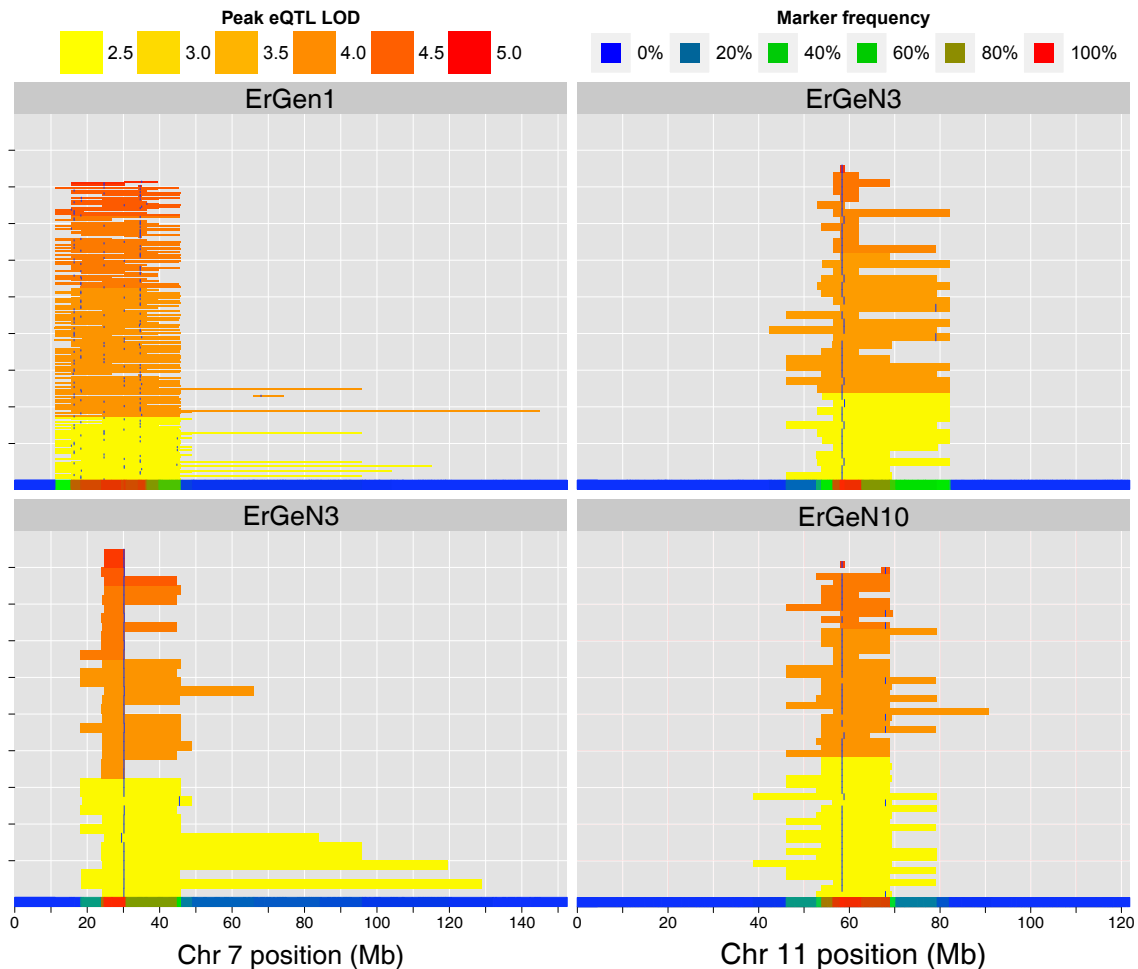 Peak eQTL LOD
Marker frequency
2.5 3.0 3.5 4.0 4.5 5.0
0% 20% 40% 60% 80% 100%
ErGen1
ErGeN3
ErGeN3
ErGeN10
0 20 40 60 80 100 120 140
0 20 40 60 80 100 120
Chr 7 position (Mb)
Chr 11 position (Mb)